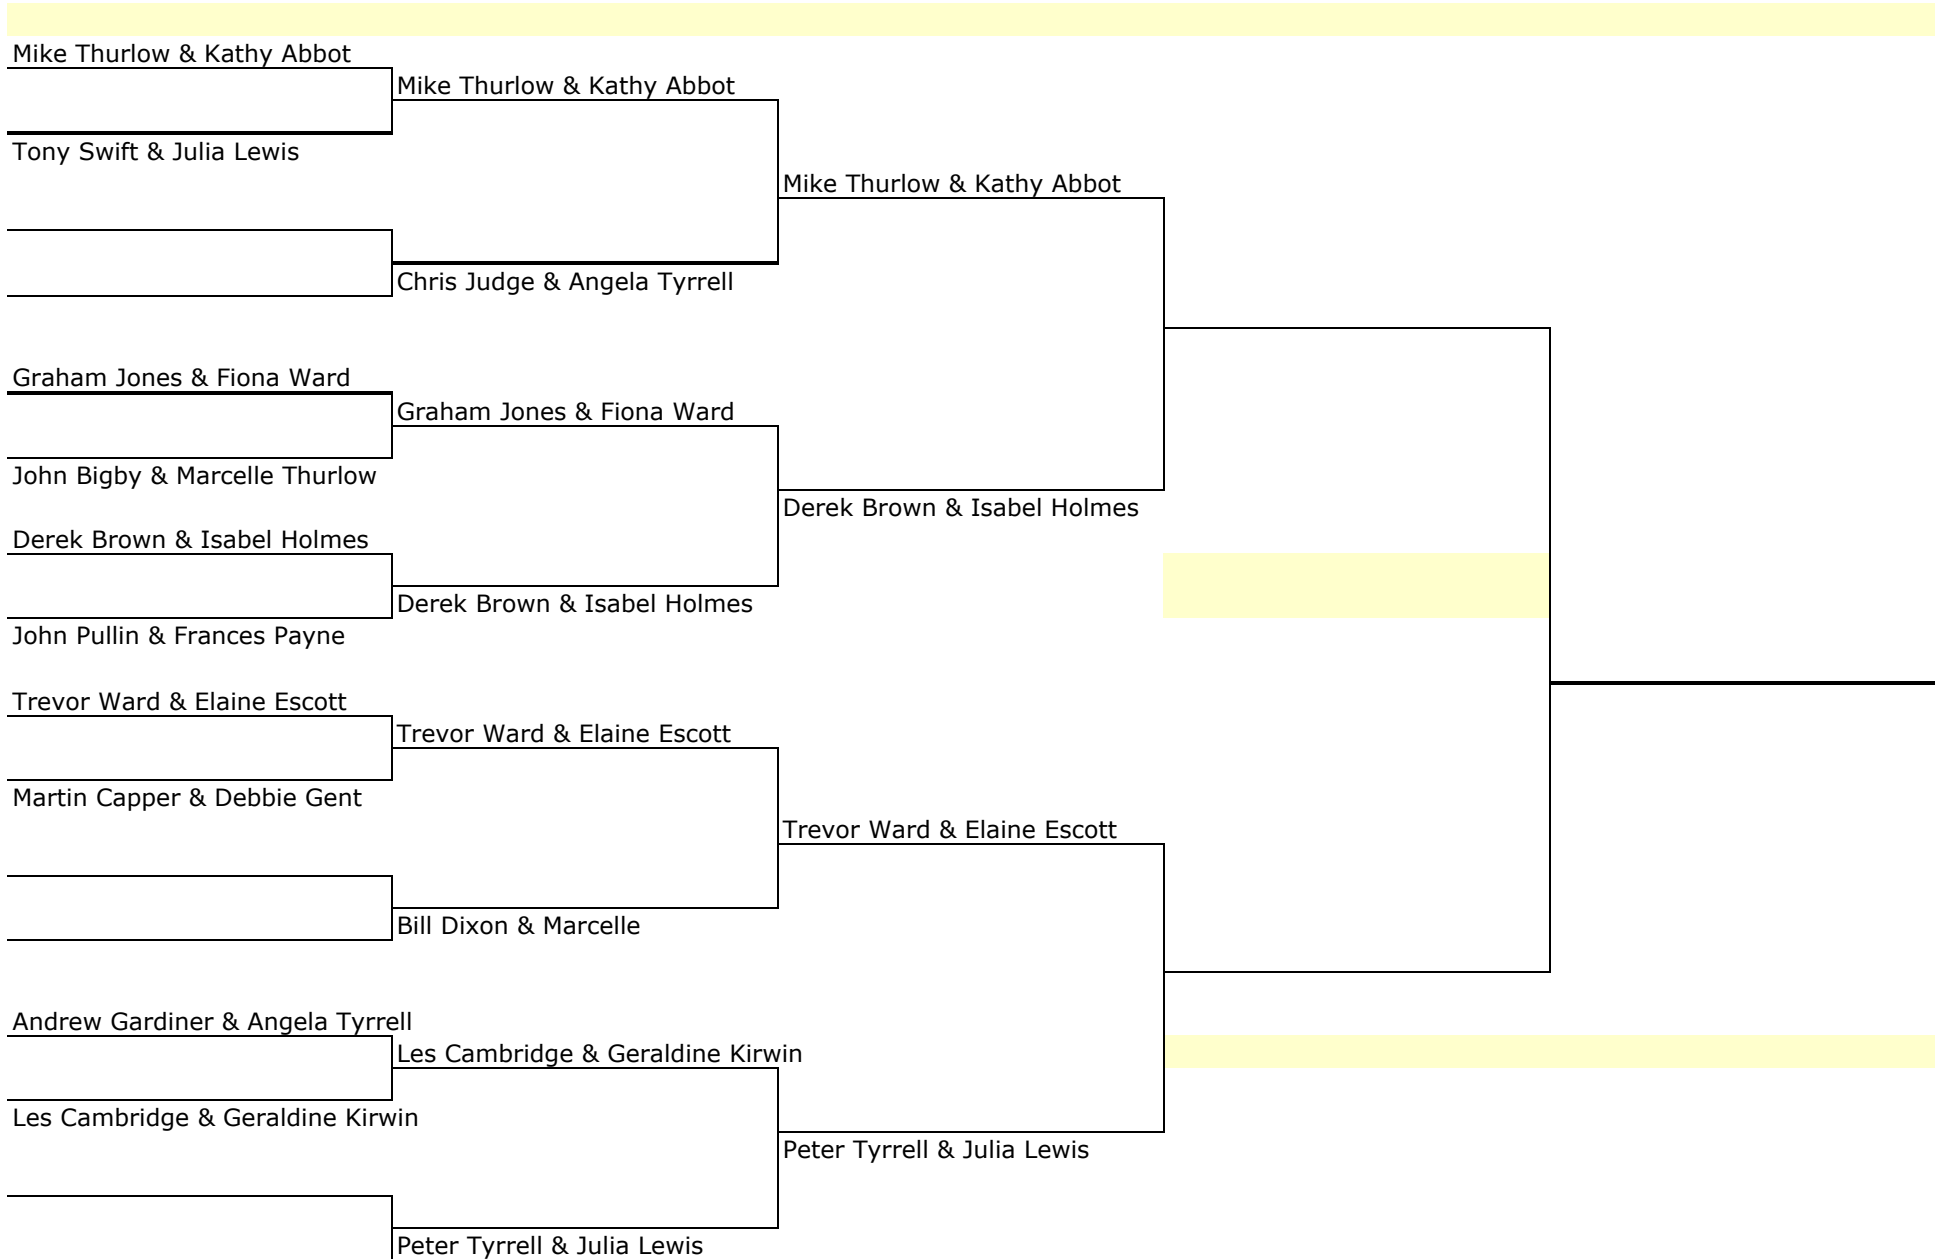 Mike Thurlow & Kathy Abbot
Mike Thurlow & Kathy Abbot
Tony Swift & Julia Lewis
Mike Thurlow & Kathy Abbot
Chris Judge & Angela Tyrrell
Graham Jones & Fiona Ward
Graham Jones & Fiona Ward
John Bigby & Marcelle Thurlow
Derek Brown & Isabel Holmes
Derek Brown & Isabel Holmes
Derek Brown & Isabel Holmes
John Pullin & Frances Payne
Trevor Ward & Elaine Escott
Trevor Ward & Elaine Escott
Martin Capper & Debbie Gent
Trevor Ward & Elaine Escott
Bill Dixon & Marcelle
Andrew Gardiner & Angela Tyrrell
Les Cambridge & Geraldine Kirwin
Les Cambridge & Geraldine Kirwin
Peter Tyrrell & Julia Lewis
Peter Tyrrell & Julia Lewis